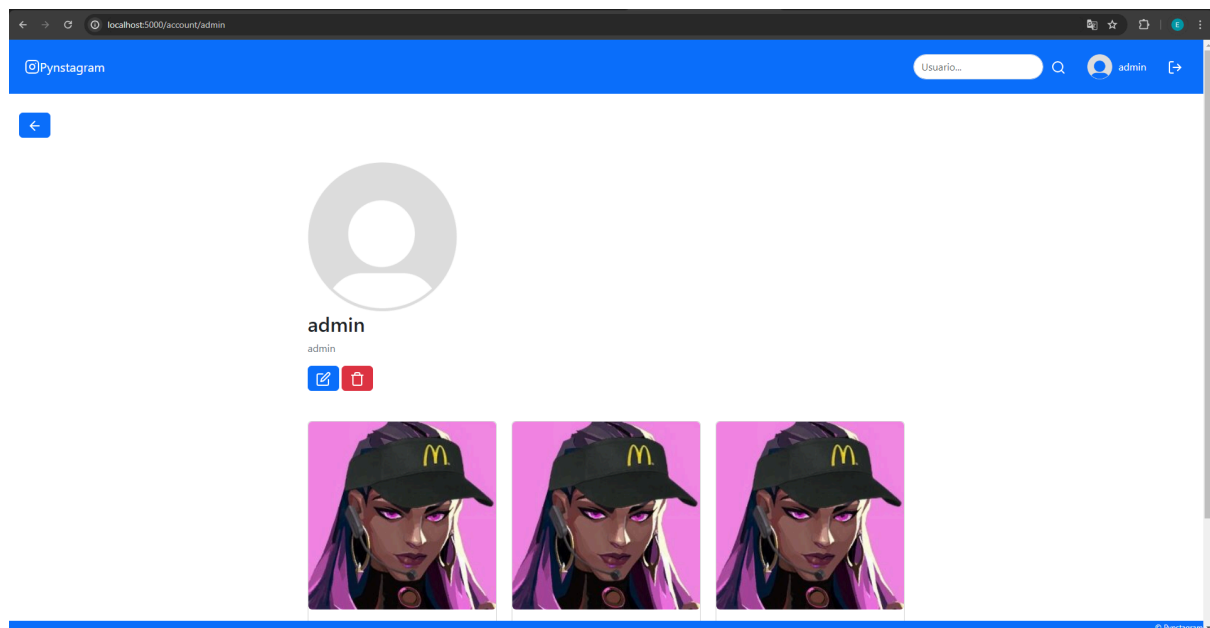 localhost:5000/account/admin
E
Pynstagram
Usuario...
admin
admin
admin
M.
M.
M.
© Pynstagram